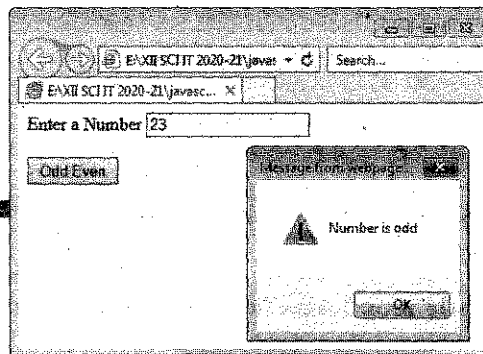 E:\XII SCI IT 2020-21\javas
Search...
E:\XII SCI IT 2020-21\javasc...
Enter a Number 23
Odd Even
Message from webpage
Number is odd
OK